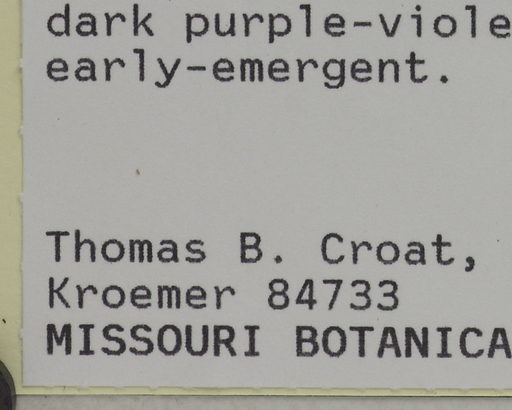 dark purple-viole
early-emergent.
Thomas B. Croat,
Kroemer 84733
MISSOURI BOTANICA